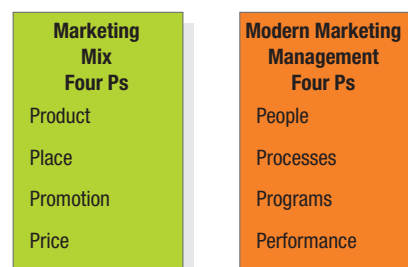 Marketing
Mix
Four Ps
Product
Place
Promotion
Price
Modern Marketing
Management
Four Ps
People
Processes
Programs
Performance